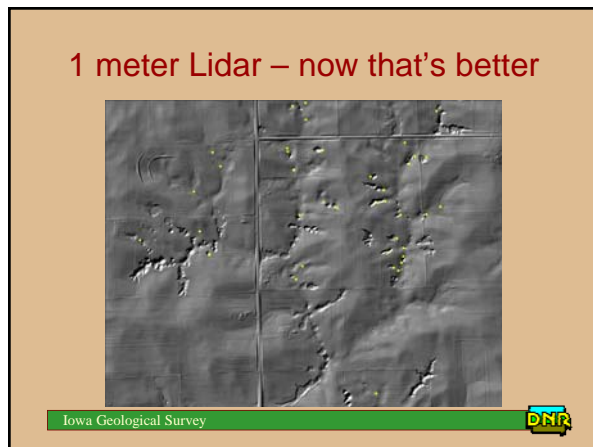 1 meter Lidar – now that's better
Iowa Geological Survey
DNR